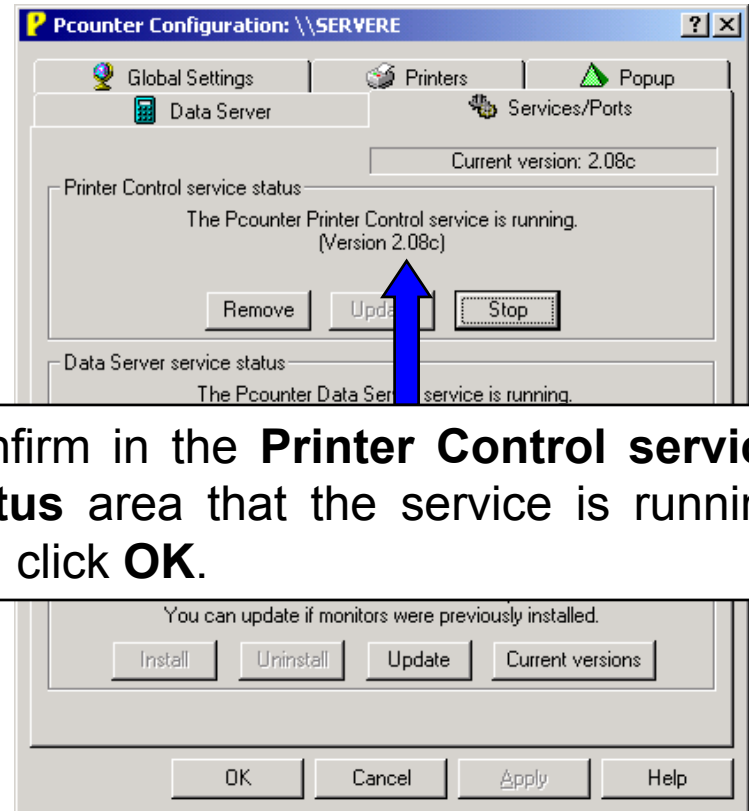 Pcounter Configuration: \\SERVERE
Global Settings Printers Popup
Data Server Services/Ports
Current version: 2.08c
Printer Control service status
The Pcounter Printer Control service is running.
(Version 2.08c)
Remove Stop
Data Server service status
The Pcounter Data service is running.
nfirm in the Printer Control servic
tus area that the service is runnin
click OK.
You can update if monitors were previously installed.
Install Uninstall Update Current versions
OK Cancel Apply Help